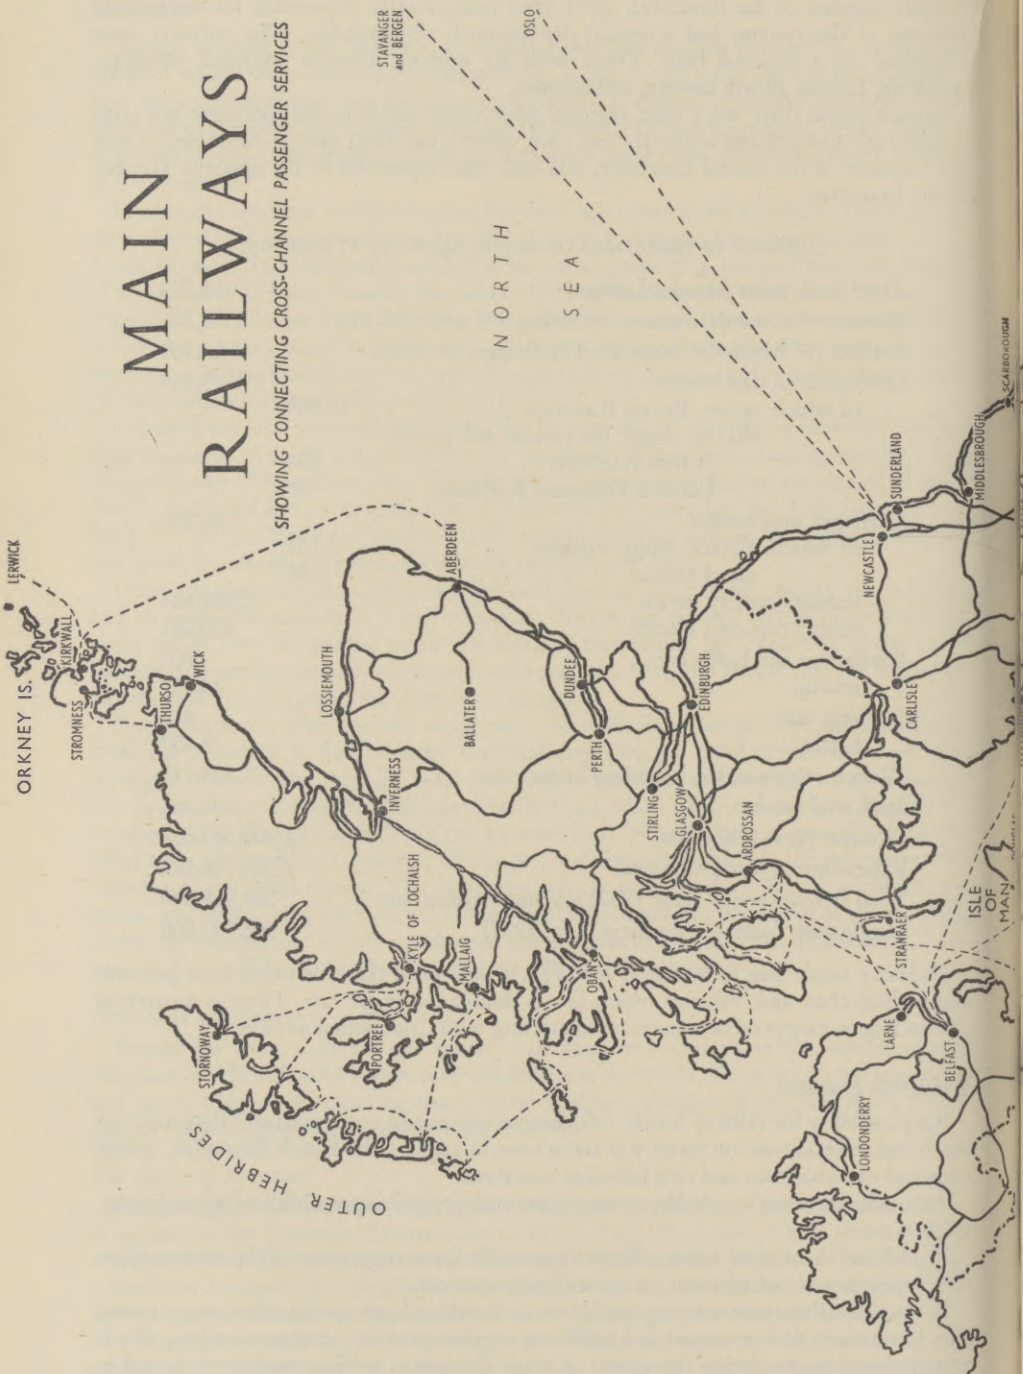 MAIN
RAILWAYS
SHOWING CONNECTING CROSS-CHANNEL PASSENGER SERVICES
ORKNEY IS.
LERWICK
KIRKWALL
STROMNESS
THURSO
WICK
STAVANGER
and BERGEN
OSLO
NORTH
SEA
OUTER HEBRIDES
STORNOWAY
PORTREE
KYLE OF LOCHALSH
MALLAIG
INVERNESS
LOSSIEMOUTH
BALLATER
ABERDEEN
OBAN
PERTH
DUNDEE
STIRLING
GLASGOW
EDINBURGH
ARDROSSAN
STRANRAER
LARNE
BELFAST
LONDONDERRY
CARLISLE
NEWCASTLE
SUNDERLAND
MIDDLESBROUGH
SCARBOROUGH
ISLE
OF
MAN